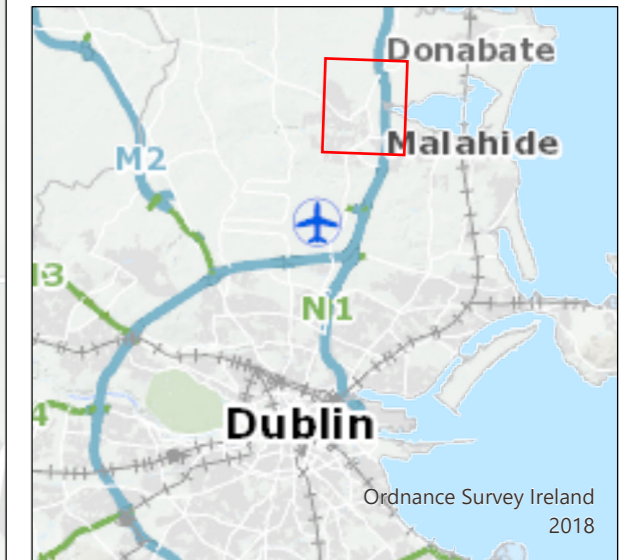 Donabate
M2
Malahide
N1
Dublin
Ordnance Survey Ireland
2018